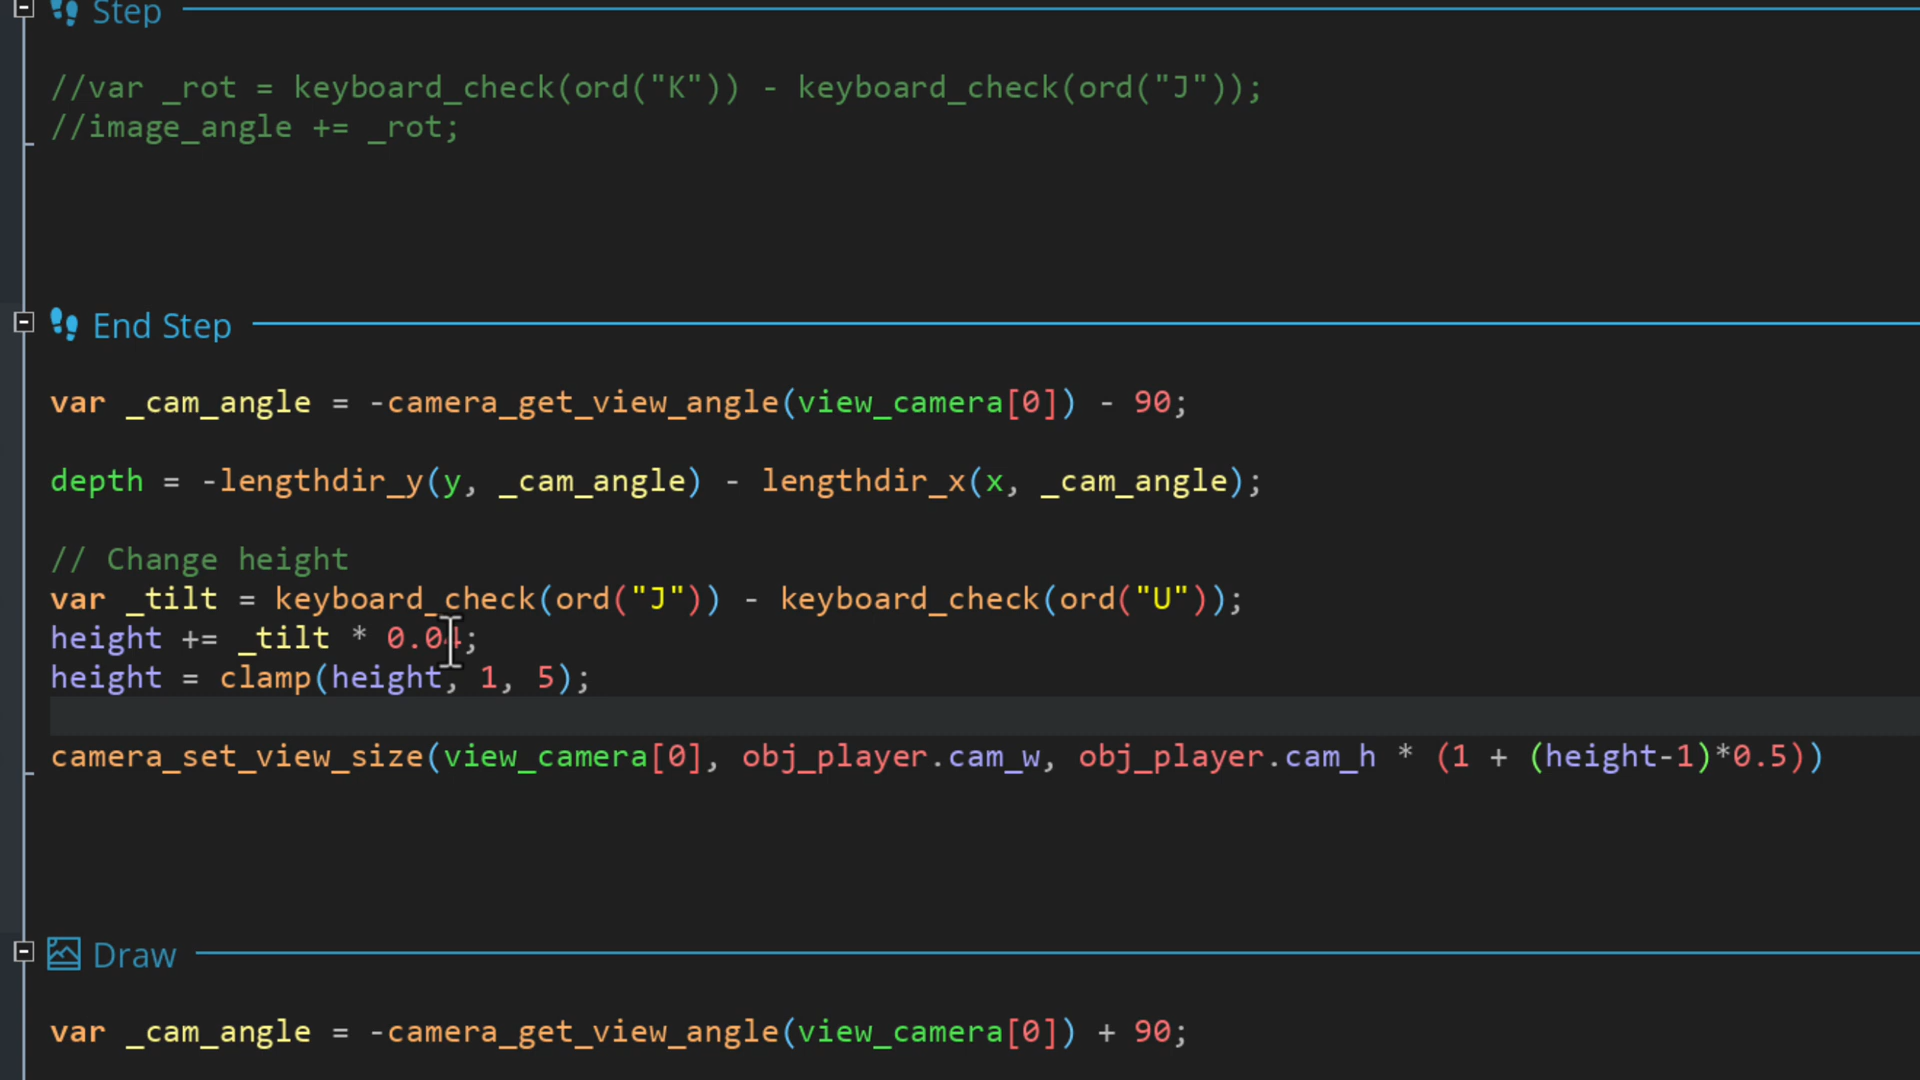 Step
//var _rot = keyboard_check(ord("K")) - keyboard_check(ord("J"));
//image_angle += _rot;
End Step
var _cam_angle = -camera_get_view_angle(view_camera[0]) - 90;
depth = -lengthdir_y(y, _cam_angle) - lengthdir_x(x, _cam_angle);
// Change height
var _tilt = keyboard_check(ord("J")) - keyboard_check(ord("U"));
height += _tilt * 0.04;
height = clamp(height, 1, 5);
camera_set_view_size(view_camera[0], obj_player.cam_w, obj_player.cam_h * (1 + (height-1)*0.5))
Draw
var _cam_angle = -camera_get_view_angle(view_camera[0]) + 90;